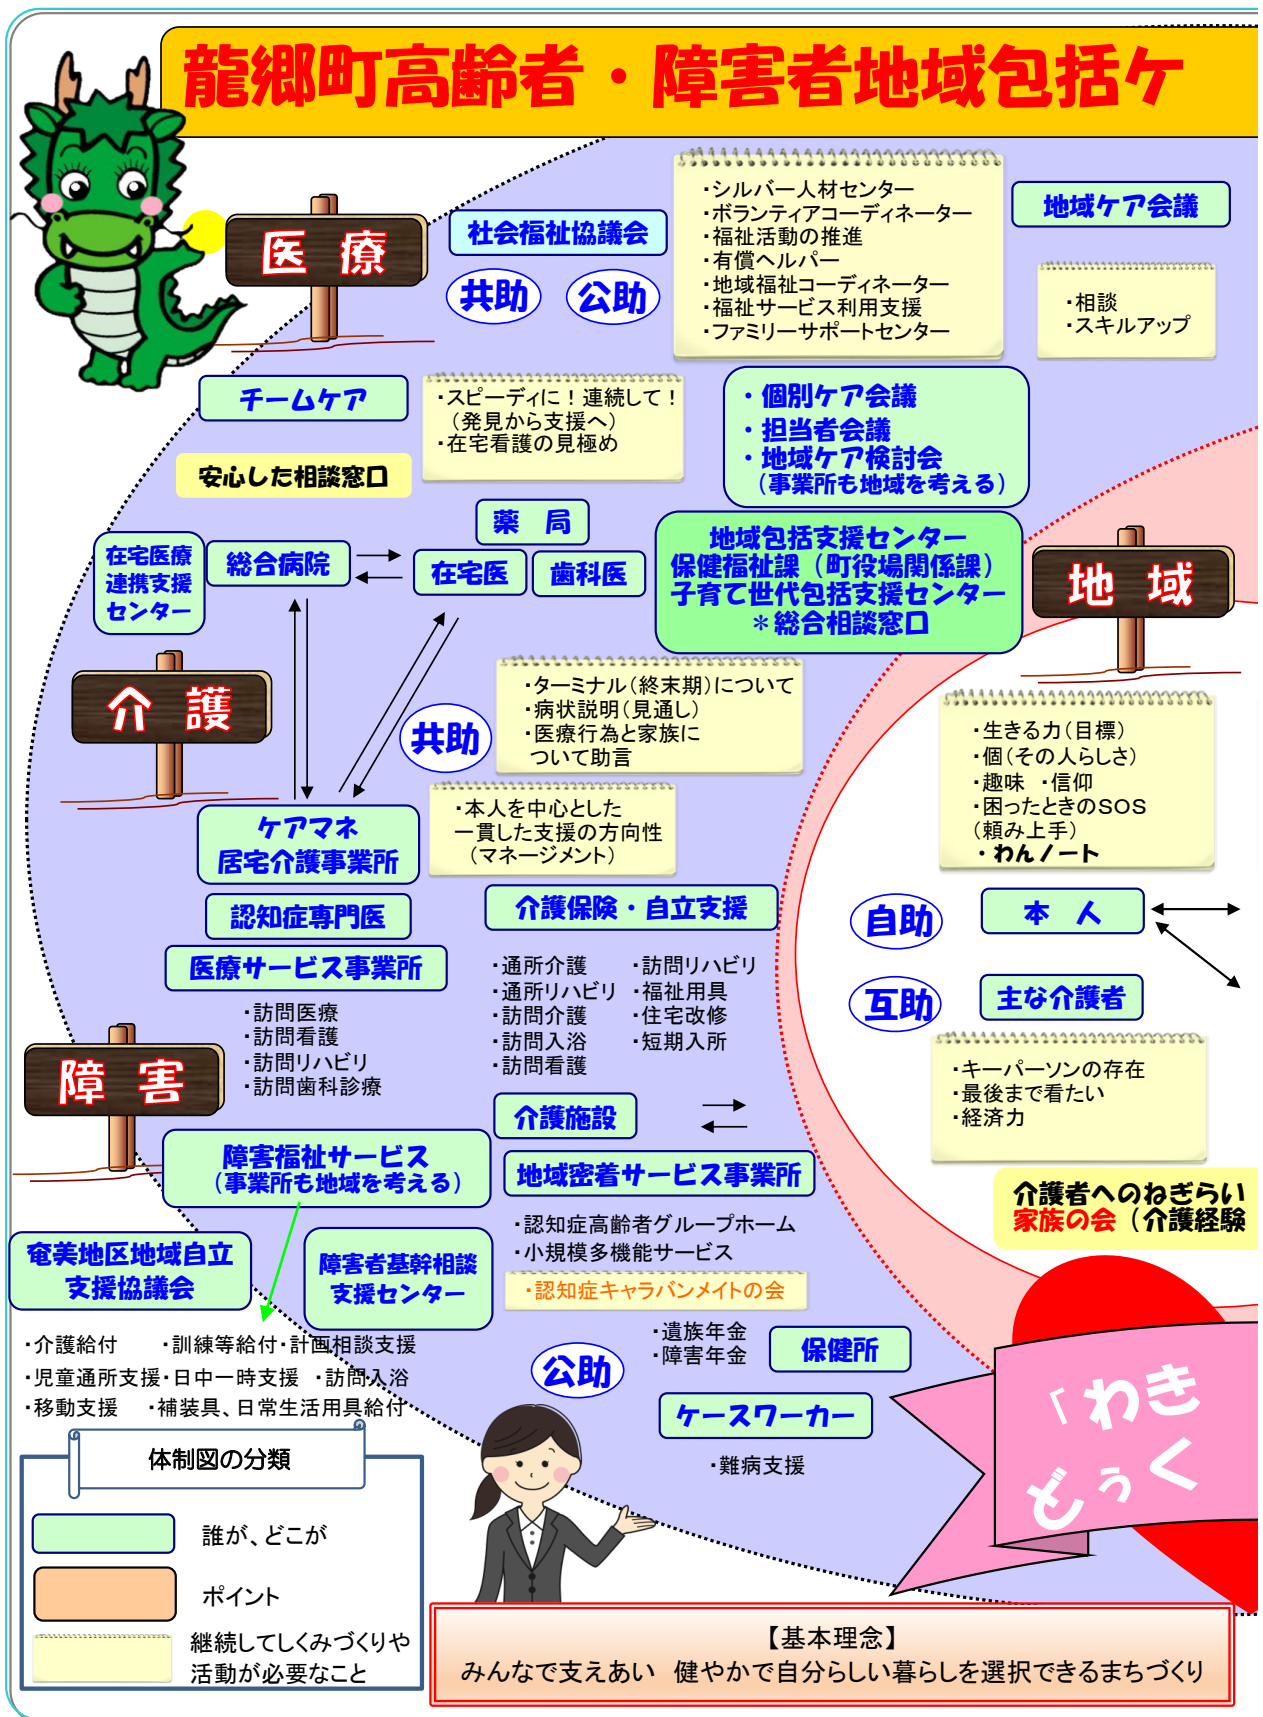 龍郷町高齢者・障害者地域包括ケ
医 療
社会福祉協議会
共助
公助
・シルバー人材センター
・ボランティアコーディネーター
・福祉活動の推進
・有償ヘルパー
・地域福祉コーディネーター
・福祉サービス利用支援
・ファミリーサポートセンター
地域ケア会議
・相談
・スキルアップ
チームケア
・スピーディに！連続して！
（発見から支援へ）
・在宅看護の見極め
・個別ケア会議
・担当者会議
・地域ケア検討会
（事業所も地域を考える）
安心した相談窓口
薬 局
在宅医療
連携支援
センター
総合病院
在宅医
歯科医
地域包括支援センター
保健福祉課（町役場関係課）
子育て世代包括支援センター
＊総合相談窓口
地 域
介 護
共助
・ターミナル（終末期）について
・病状説明（見通し）
・医療行為と家族に
ついて助言
・生きる力（目標）
・個（その人らしさ）
・趣味 ・信仰
・困ったときのSOS
（頼み上手）
・わんノート
・本人を中心とした
一貫した支援の方向性
（マネージメント）
ケアマネ
居宅介護事業所
認知症専門医
介護保険・自立支援
自助
本 人
医療サービス事業所
・訪問医療
・訪問看護
・訪問リハビリ
・訪問歯科診療
・通所介護 ・訪問リハビリ
・通所リハビリ ・福祉用具
・訪問介護 ・住宅改修
・訪問入浴 ・短期入所
・訪問看護
互助
主な介護者
・キーパーソンの存在
・最後まで看たい
・経済力
障 害
介護施設
障害福祉サービス
（事業所も地域を考える）
地域密着サービス事業所
・認知症高齢者グループホーム
・小規模多機能サービス
・認知症キャラバンメイトの会
介護者へのねぎらい
家族の会（介護経験
奄美地区地域自立
支援協議会
障害者基幹相談
支援センター
・介護給付 ・訓練等給付・計画相談支援
・児童通所支援・日中一時支援 ・訪問入浴
・移動支援 ・補装具、日常生活用具給付
公助
・遺族年金
・障害年金
保健所
ケースワーカー
・難病支援
「わき
どぅく
体制図の分類
誰が、どこが
ポイント
継続してしくみづくりや
活動が必要なこと
【基本理念】
みんなで支えあい 健やかで自分らしい暮らしを選択できるまちづくり